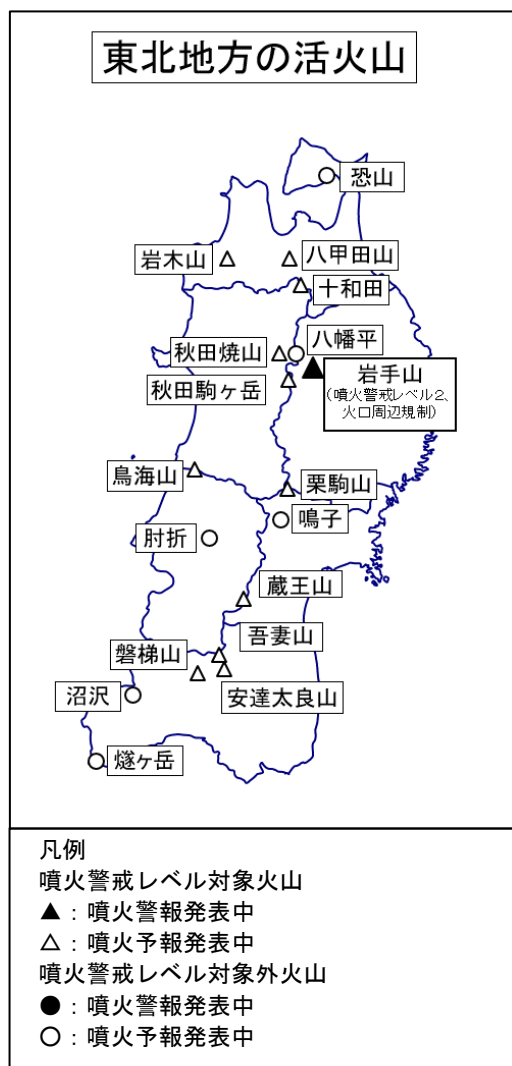 東北地方の活火山
恐山
岩木山
八甲田山
十和田
八幡平
秋田焼山
岩手山
(噴火警戒レベル2、
火口周辺規制)
秋田駒ヶ岳
鳥海山
栗駒山
鳴子
肘折
蔵王山
吾妻山
磐梯山
安達太良山
沼沢
燧ヶ岳
凡例
噴火警戒レベル対象火山
▲：噴火警報発表中
△：噴火予報発表中
噴火警戒レベル対象外火山
●：噴火警報発表中
○：噴火予報発表中